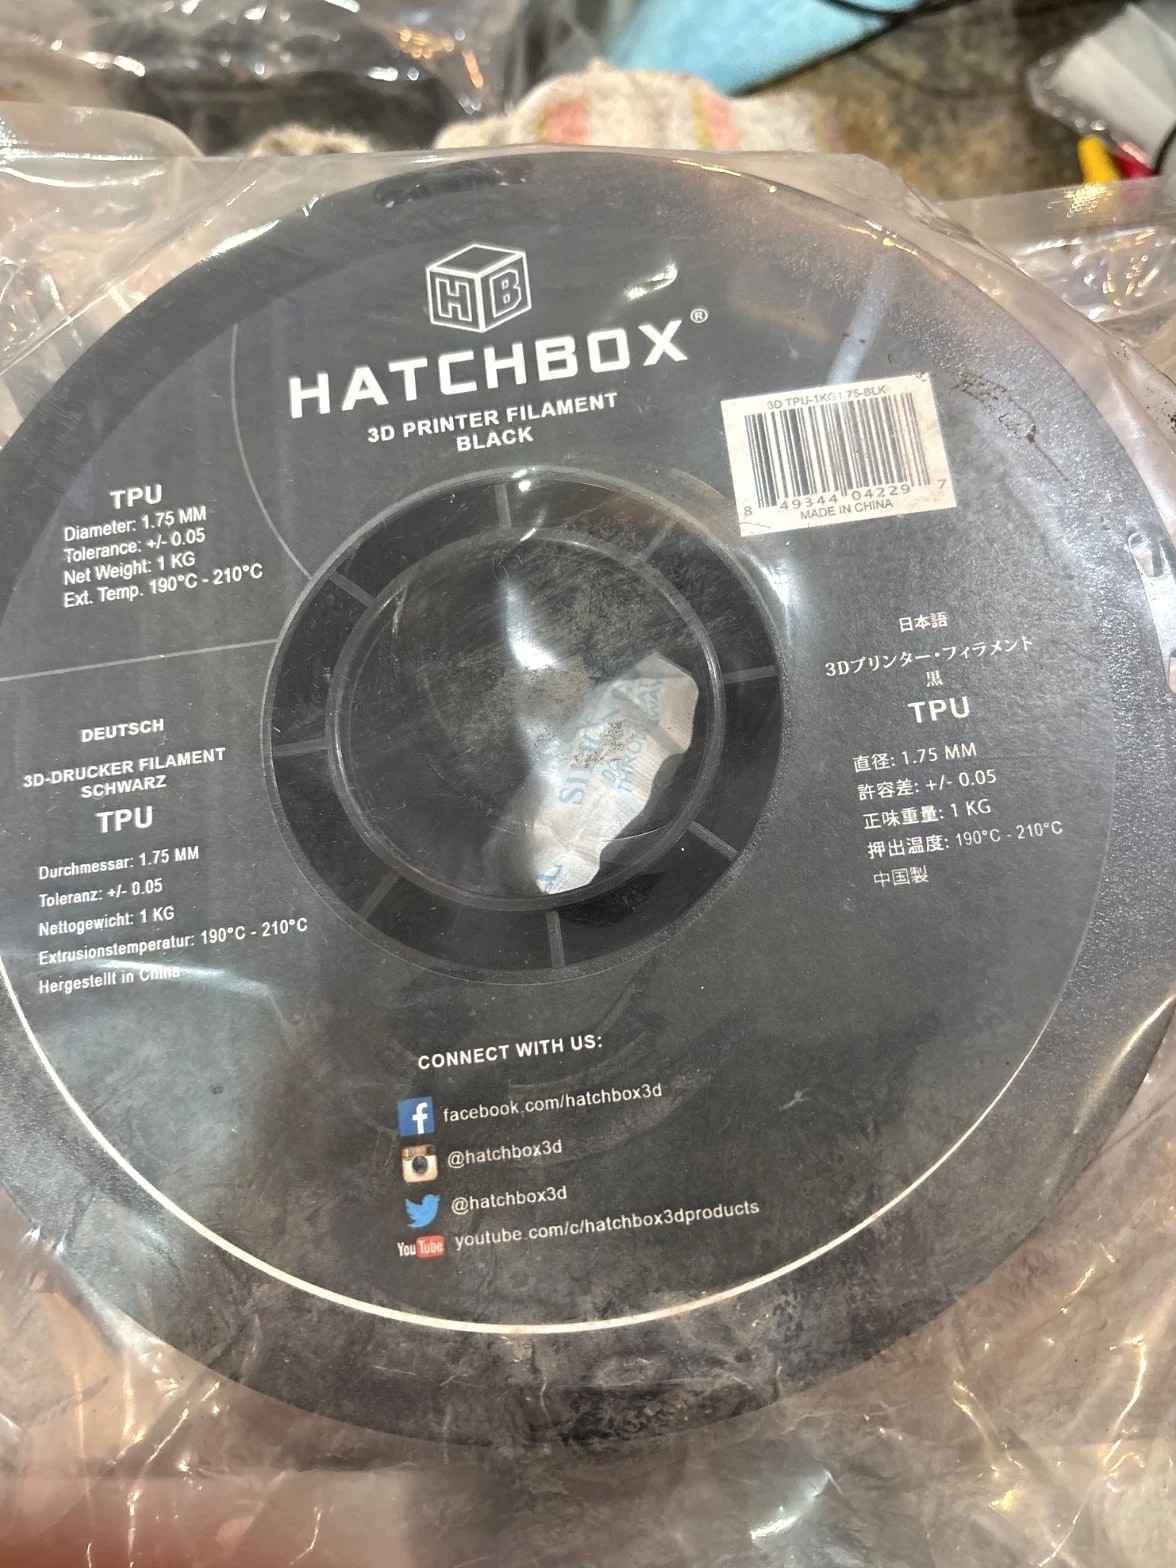 HB
HATCHBOX®
3D PRINTER FILAMENT
BLACK
3D TPU-1KG1.75-BLK
8 49344 04229 7
MADE IN CHINA
TPU
Diameter: 1.75 MM
Tolerance: +/- 0.05
Net Weight: 1 KG
Ext. Temp. 190°C - 210°C
DEUTSCH
3D-DRUCKER FILAMENT
SCHWARZ
TPU
Durchmessar: 1.75 MM
Toleranz: +/- 0.05
Nettogewicht: 1 KG
Extrusionstemperatur: 190°C - 210°C
Hergestellt in China
日本語
3Dプリンター・フィラメント
黒
TPU
直径: 1.75 MM
許容差: +/- 0.05
正味重量: 1 KG
押出温度: 190°C - 210°C
中国製
CONNECT WITH US:
facebook.com/hatchbox3d
@hatchbox3d
@hatchbox3d
YouTube youtube.com/c/hatchbox3dproducts